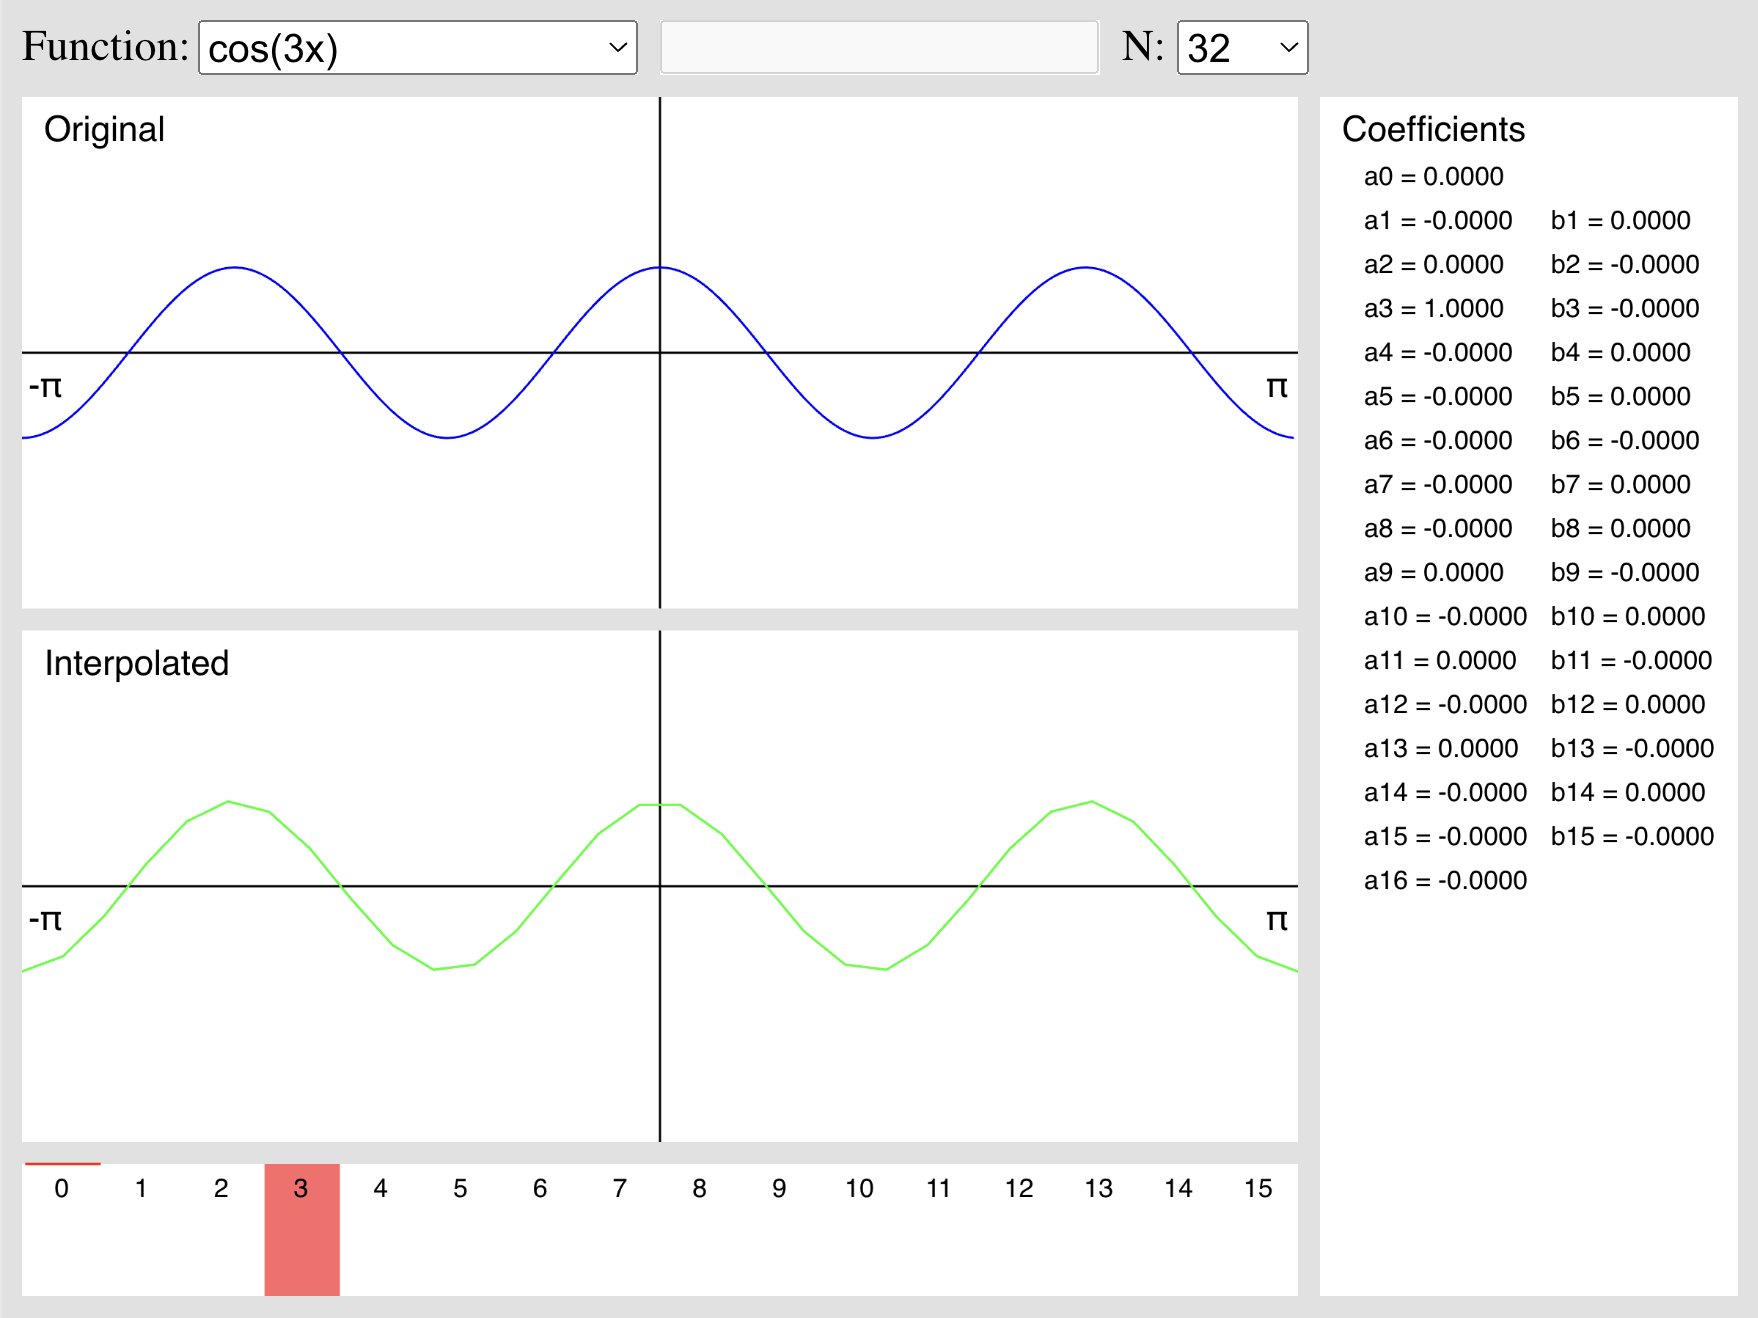 Function: cos(3x) N: 32
Original
-π π
Interpolated
-π π
0 1 2 3 4 5 6 7 8 9 10 11 12 13 14 15
Coefficients
a0 = 0.0000
a1 = -0.0000 b1 = 0.0000
a2 = 0.0000 b2 = -0.0000
a3 = 1.0000 b3 = -0.0000
a4 = -0.0000 b4 = 0.0000
a5 = -0.0000 b5 = 0.0000
a6 = -0.0000 b6 = -0.0000
a7 = -0.0000 b7 = 0.0000
a8 = -0.0000 b8 = 0.0000
a9 = 0.0000 b9 = -0.0000
a10 = -0.0000 b10 = 0.0000
a11 = 0.0000 b11 = -0.0000
a12 = -0.0000 b12 = 0.0000
a13 = 0.0000 b13 = -0.0000
a14 = -0.0000 b14 = 0.0000
a15 = -0.0000 b15 = -0.0000
a16 = -0.0000